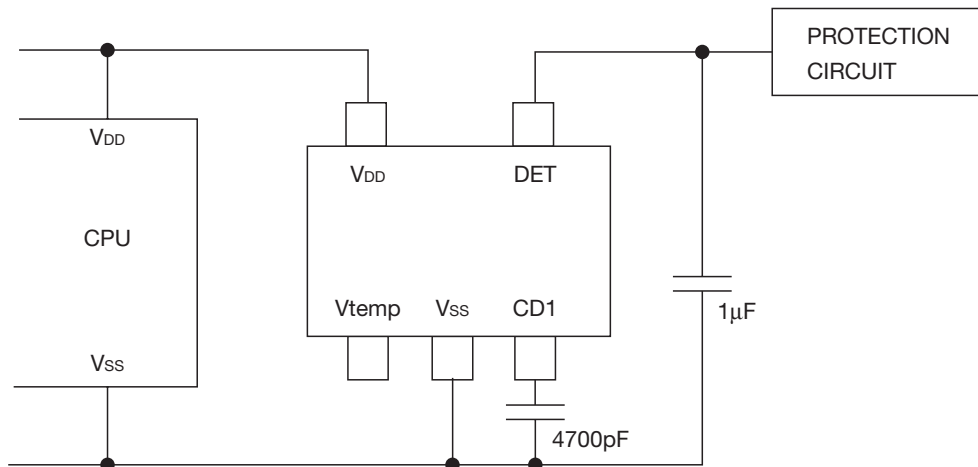 PROTECTION
CIRCUIT
VDD
VDD
DET
CPU
Vtemp
VSS
CD1
1μF
VSS
4700pF